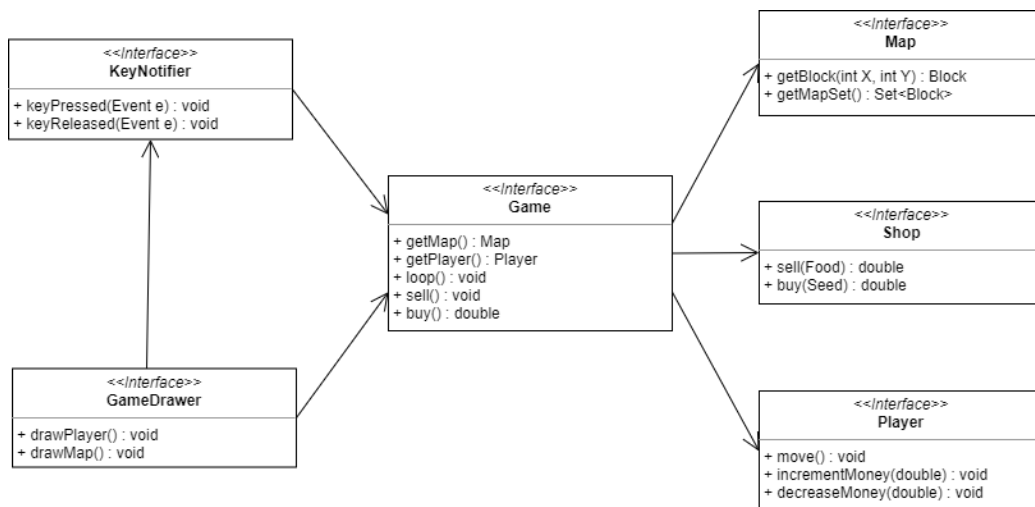 <<Interface>>
KeyNotifier
+ keyPressed(Event e) : void
+ keyReleased(Event e) : void
<<Interface>>
GameDrawer
+ drawPlayer() : void
+ drawMap() : void
<<Interface>>
Game
+ getMap() : Map
+ getPlayer() : Player
+ loop() : void
+ sell() : void
+ buy() : double
<<Interface>>
Map
+ getBlock(int X, int Y) : Block
+ getMapSet() : Set<Block>
<<Interface>>
Shop
+ sell(Food) : double
+ buy(Seed) : double
<<Interface>>
Player
+ move() : void
+ incrementMoney(double) : void
+ decreaseMoney(double) : void